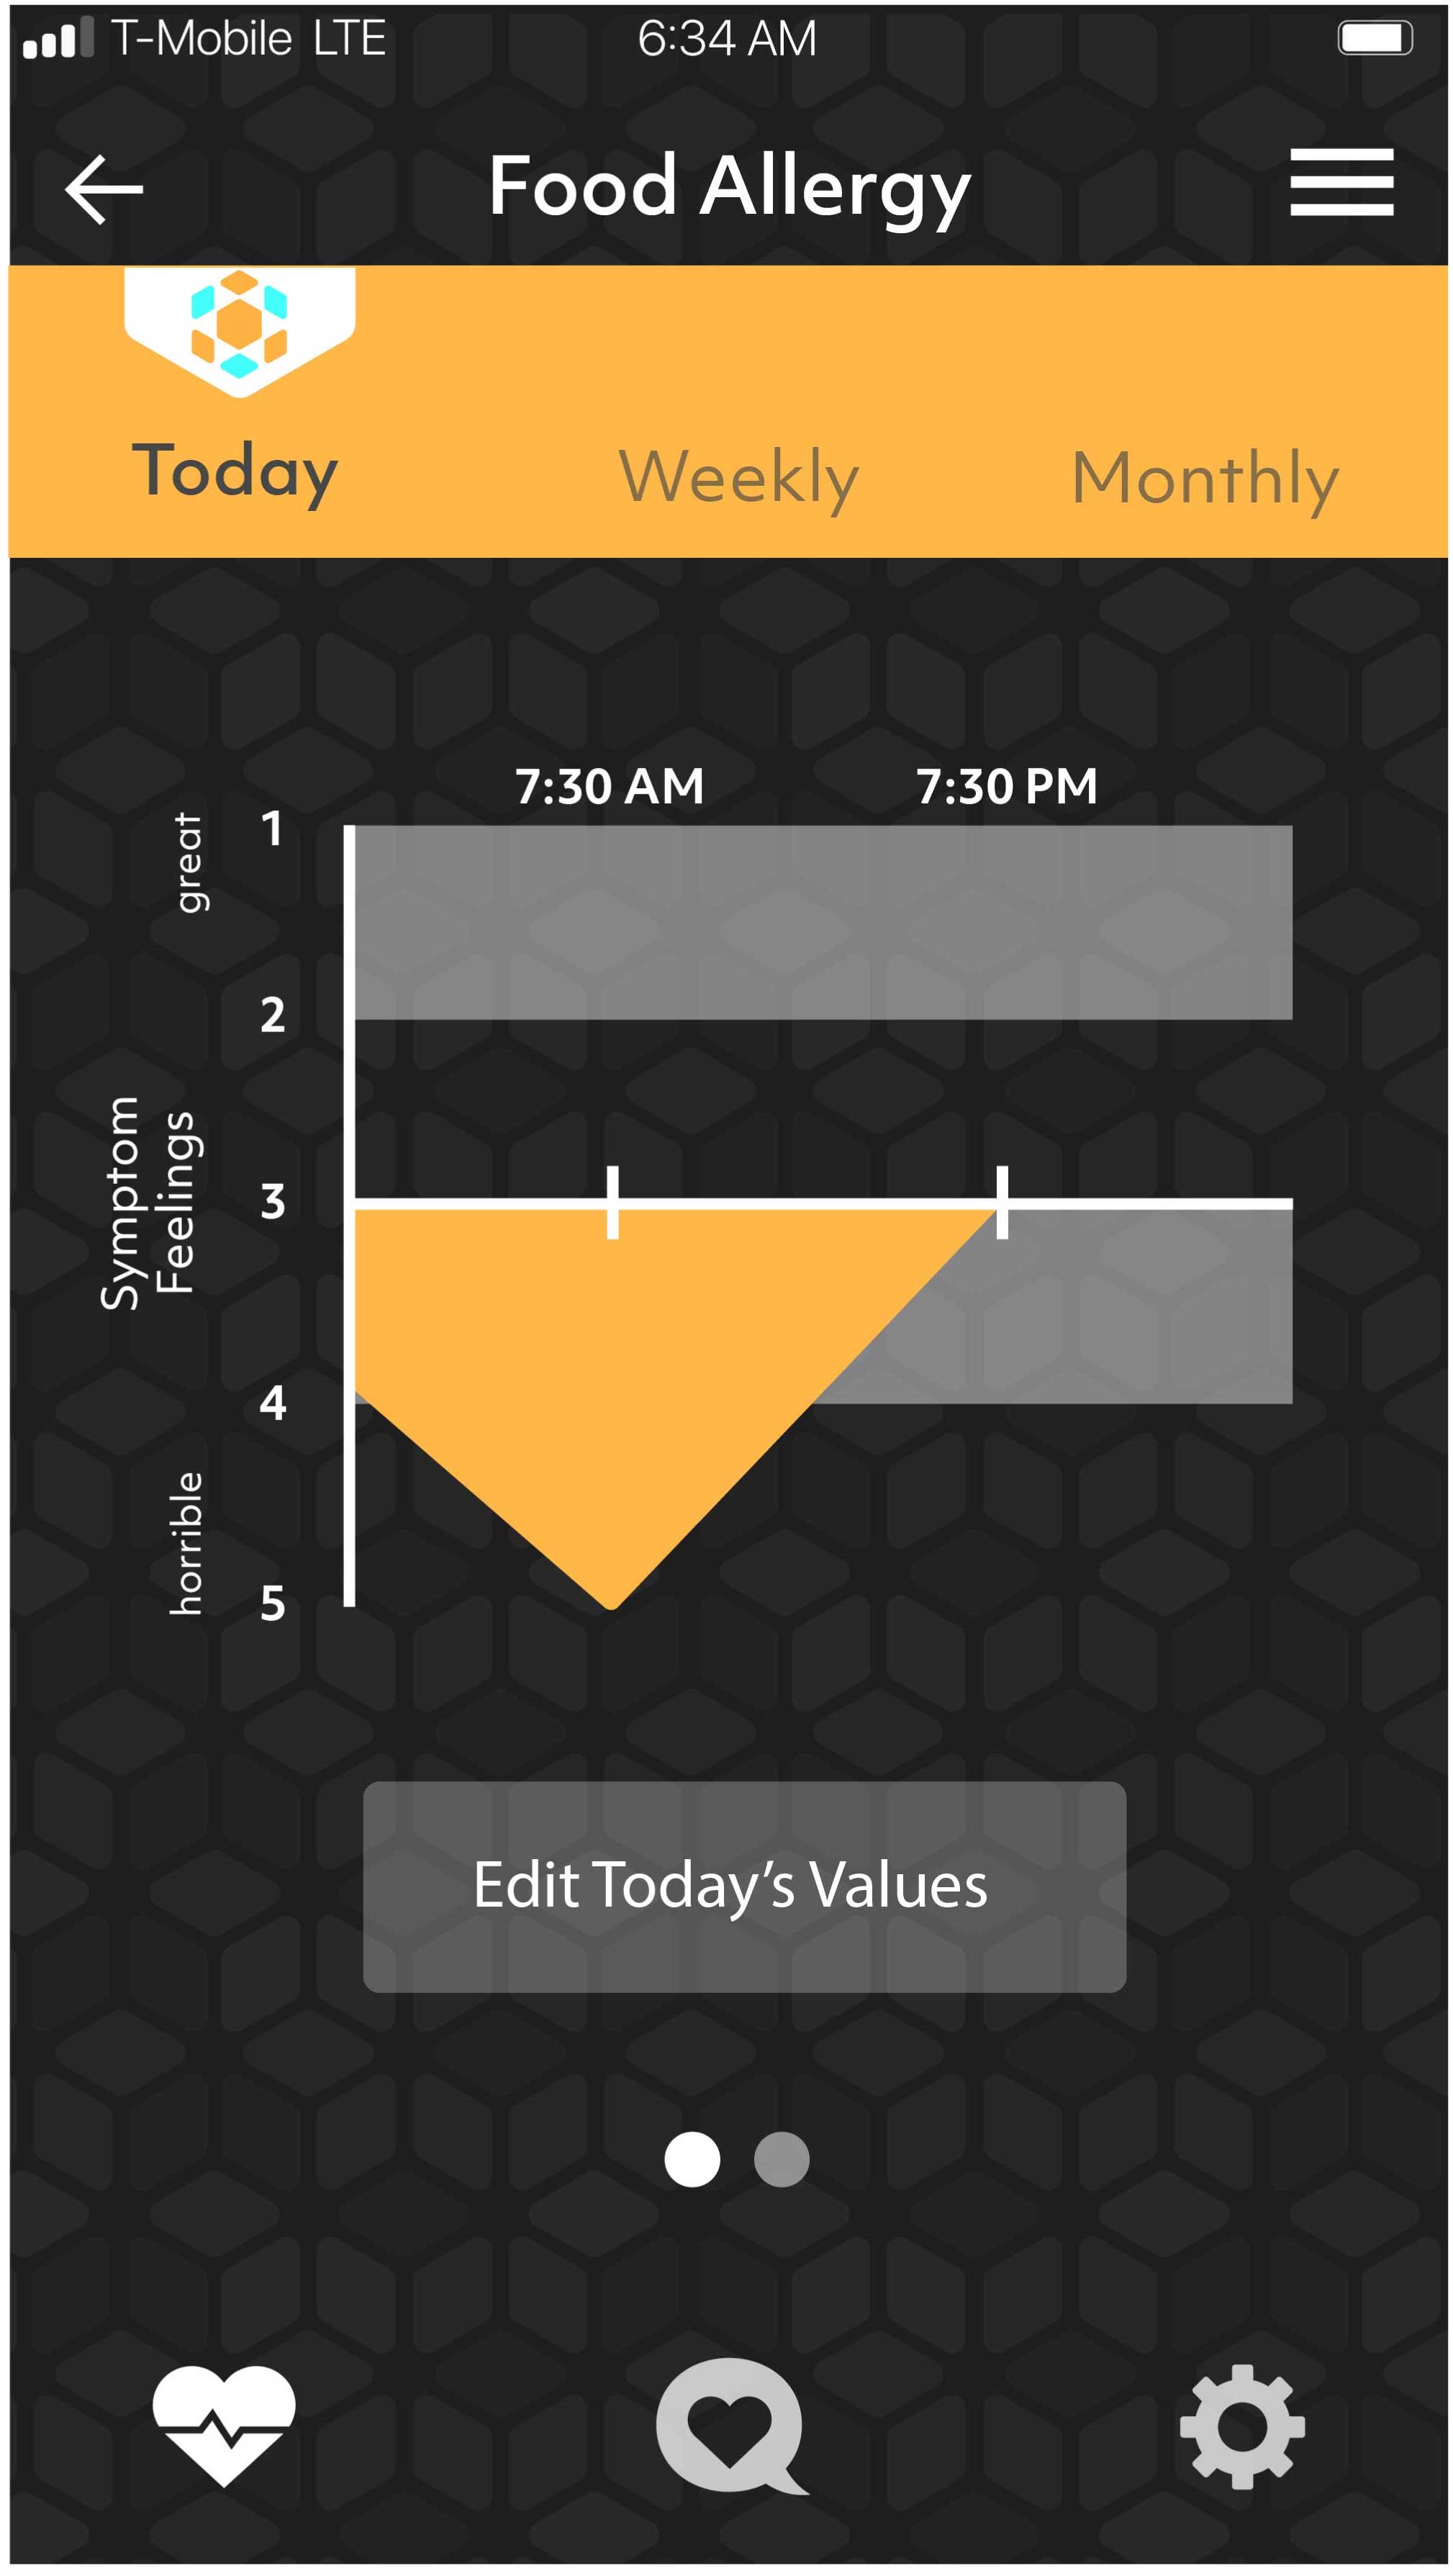 T-Mobile LTE
6:34 AM
Food Allergy
Today
Weekly
Monthly
7:30 AM
7:30 PM
great
1
2
Symptom
Feelings
3
4
horrible
5
Edit Today’s Values